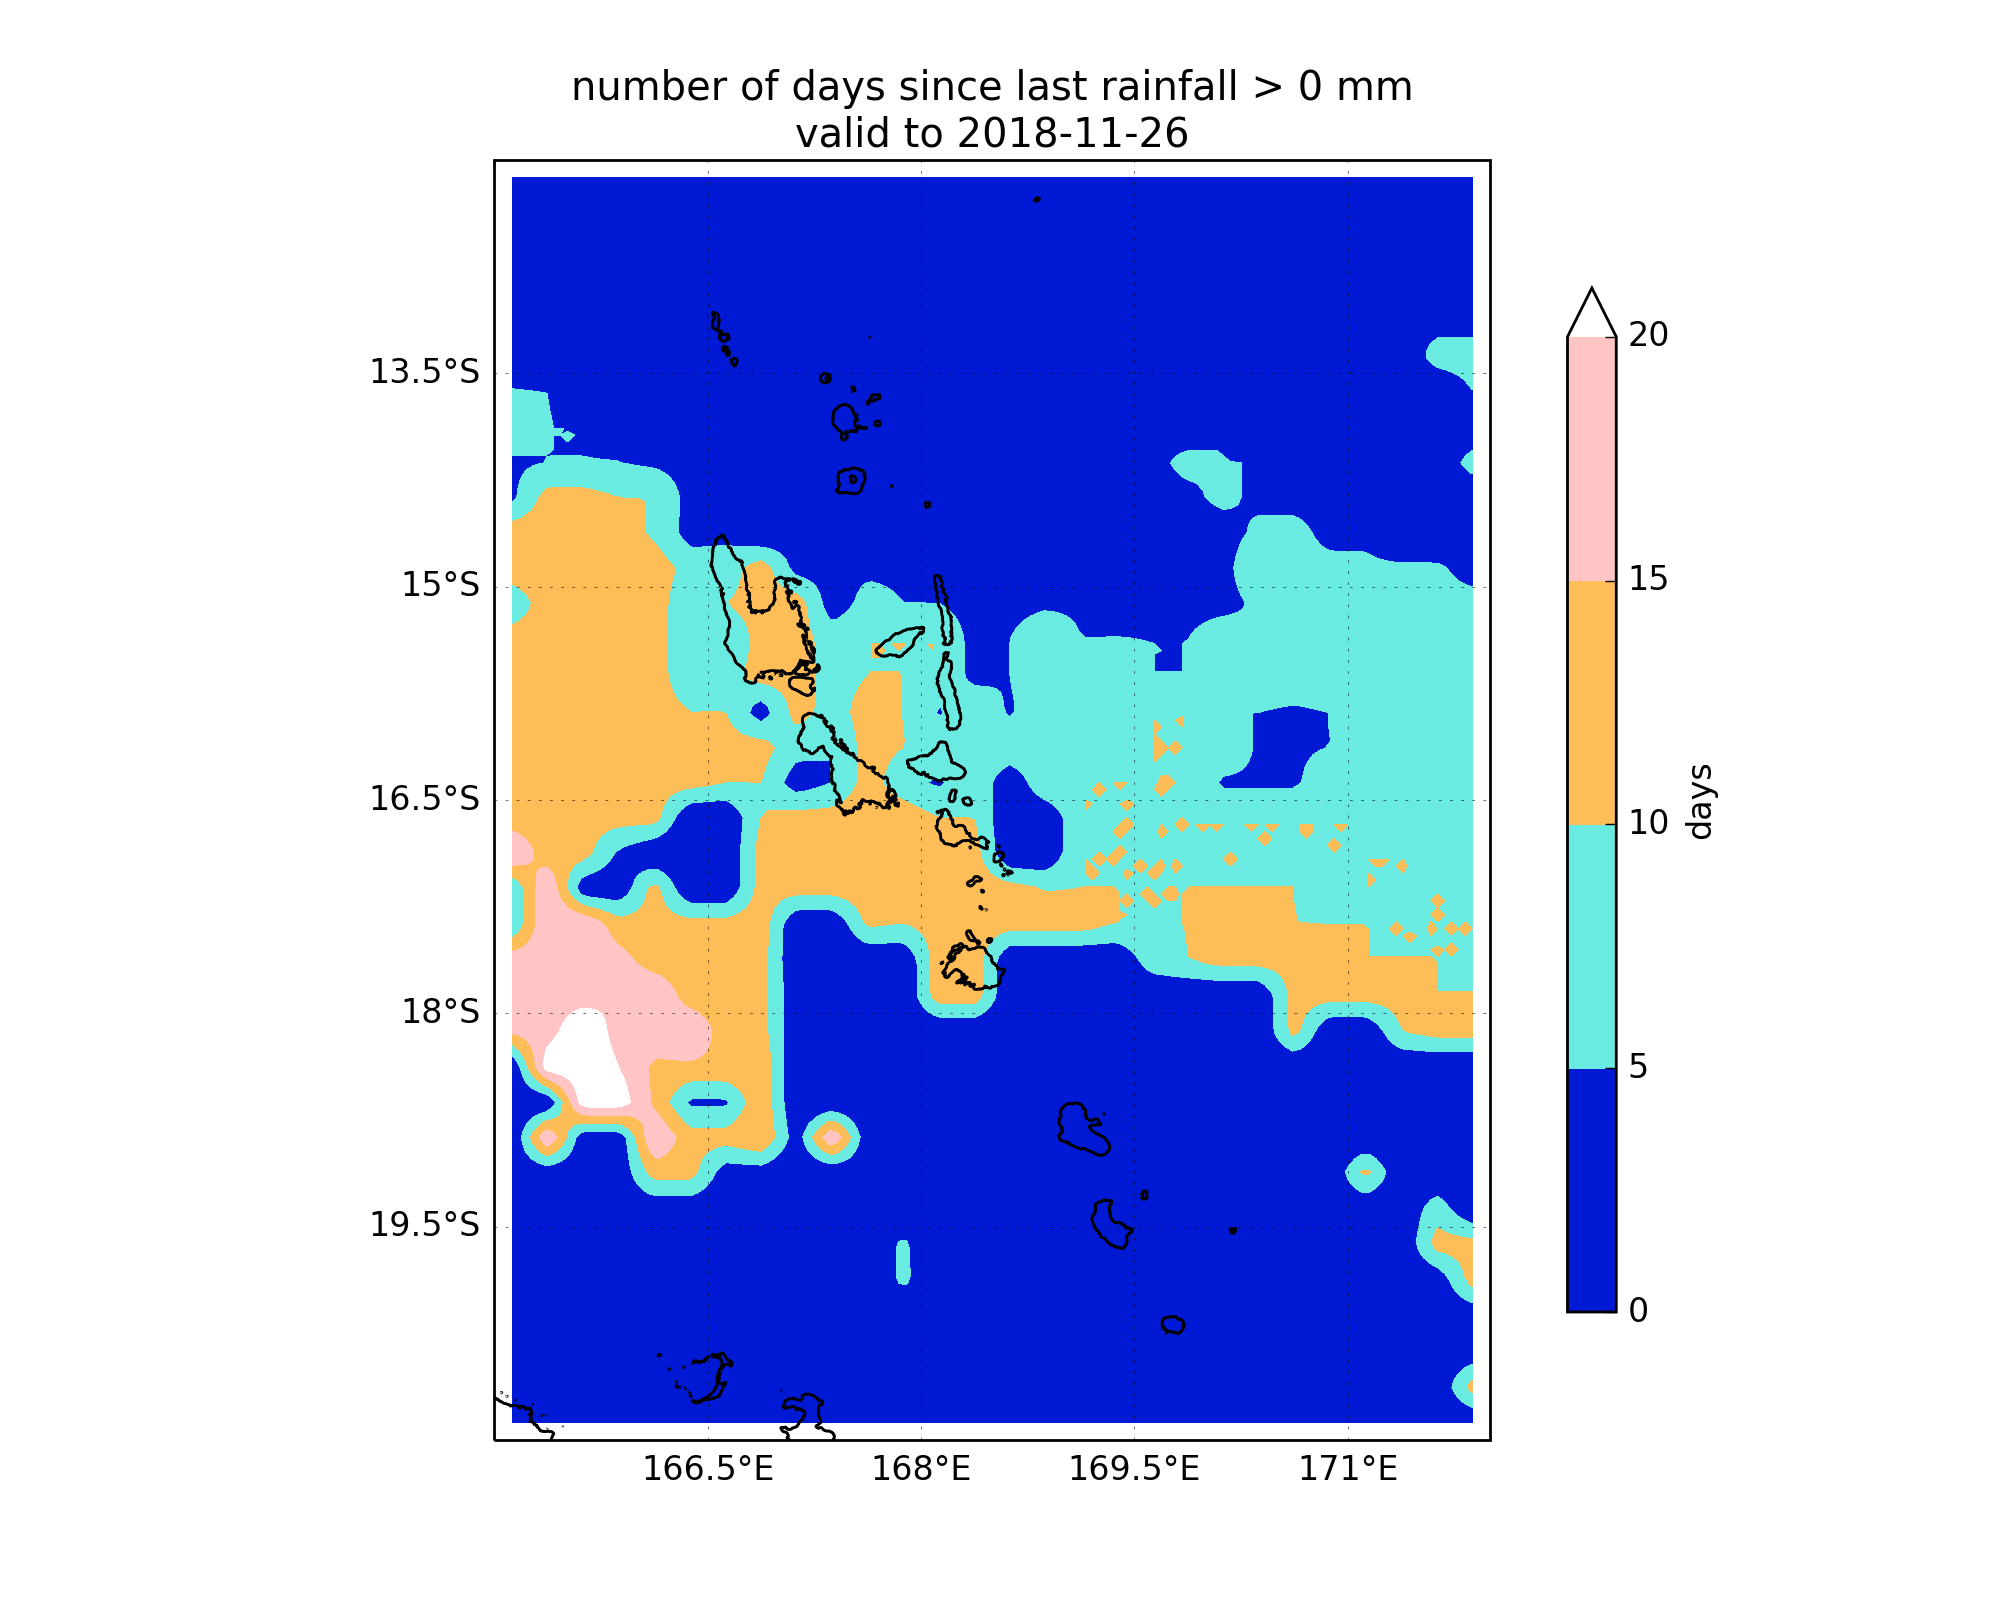 number of days since last rainfall > 0 mm
valid to 2018-11-26
13.5°S
15°S
16.5°S
18°S
19.5°S
166.5°E
168°E
169.5°E
171°E
20
15
10
5
0
days